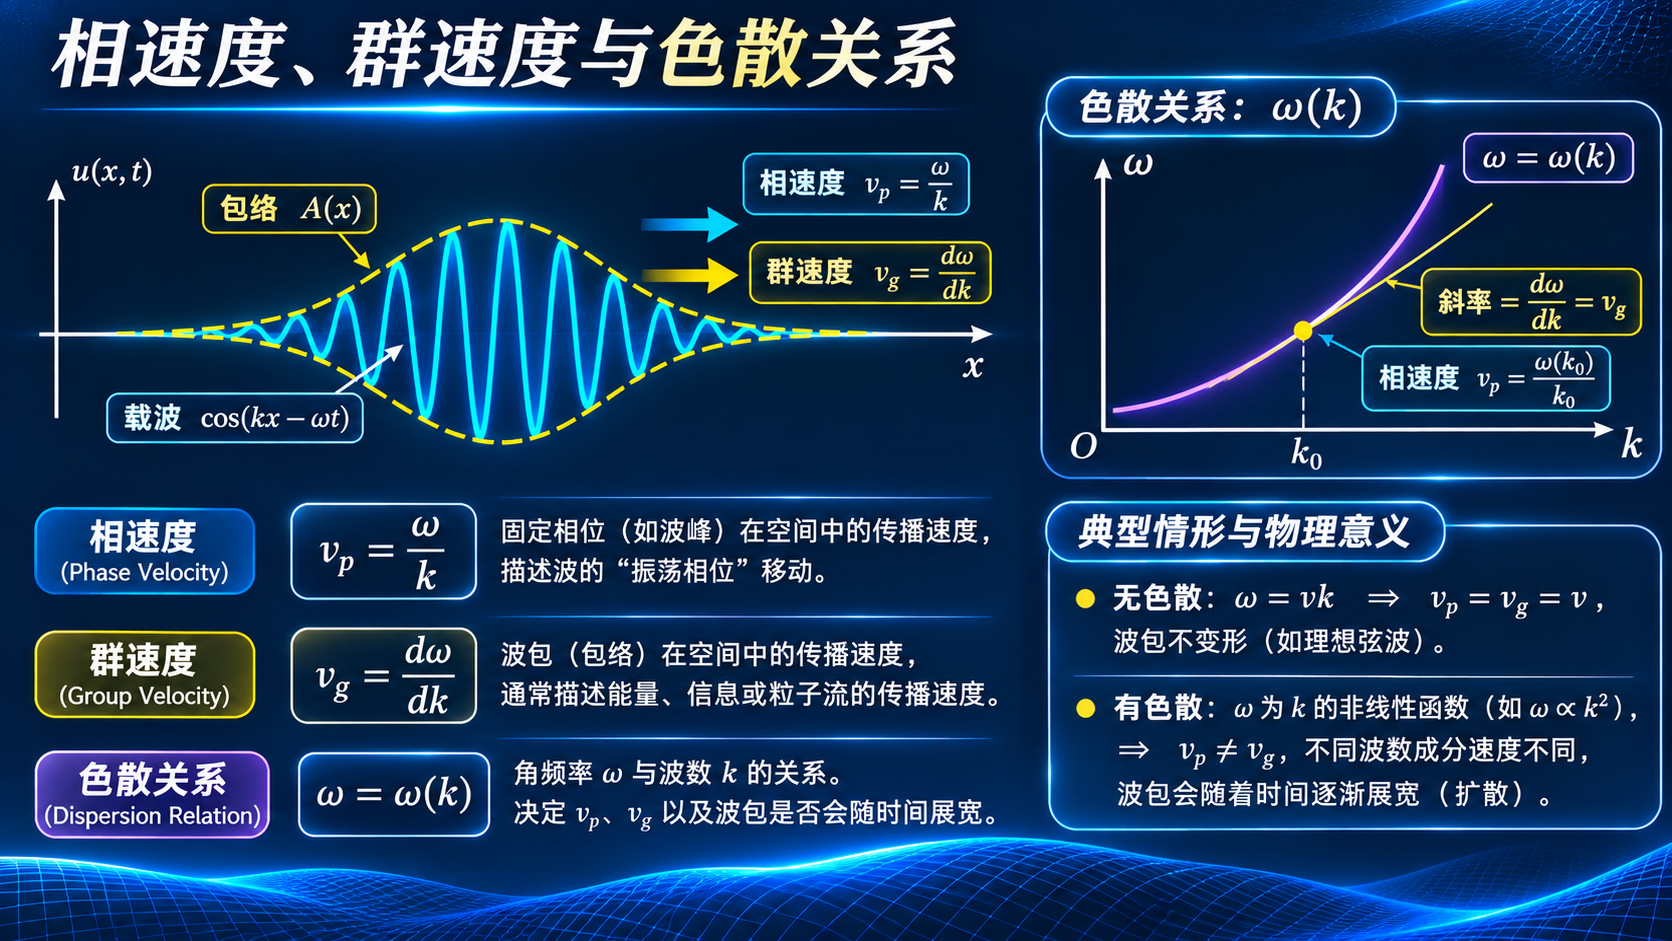 相速度、群速度与色散关系
u(x, t)
包络 A(x)
载波 cos(kx − ωt)
x
相速度 v_p = ω/k
群速度 v_g = dω/dk
色散关系：ω(k)
ω
ω = ω(k)
斜率 = dω/dk = v_g
相速度 v_p = ω(k₀)/k₀
O
k₀
k
相速度
(Phase Velocity)
v_p = ω/k
固定相位（如波峰）在空间中的传播速度，
描述波的“振荡相位”移动。
群速度
(Group Velocity)
v_g = dω/dk
波包（包络）在空间中的传播速度，
通常描述能量、信息或粒子流的传播速度。
色散关系
(Dispersion Relation)
ω = ω(k)
角频率 ω 与波数 k 的关系。
决定 v_p、v_g 以及波包是否会随时间展宽。
典型情形与物理意义
无色散：ω = vk ⇒ v_p = v_g = v，
波包不变形（如理想弦波）。
有色散：ω 为 k 的非线性函数（如 ω ∝ k²），
⇒ v_p ≠ v_g，不同波数成分速度不同，
波包会随着时间逐渐展宽（扩散）。